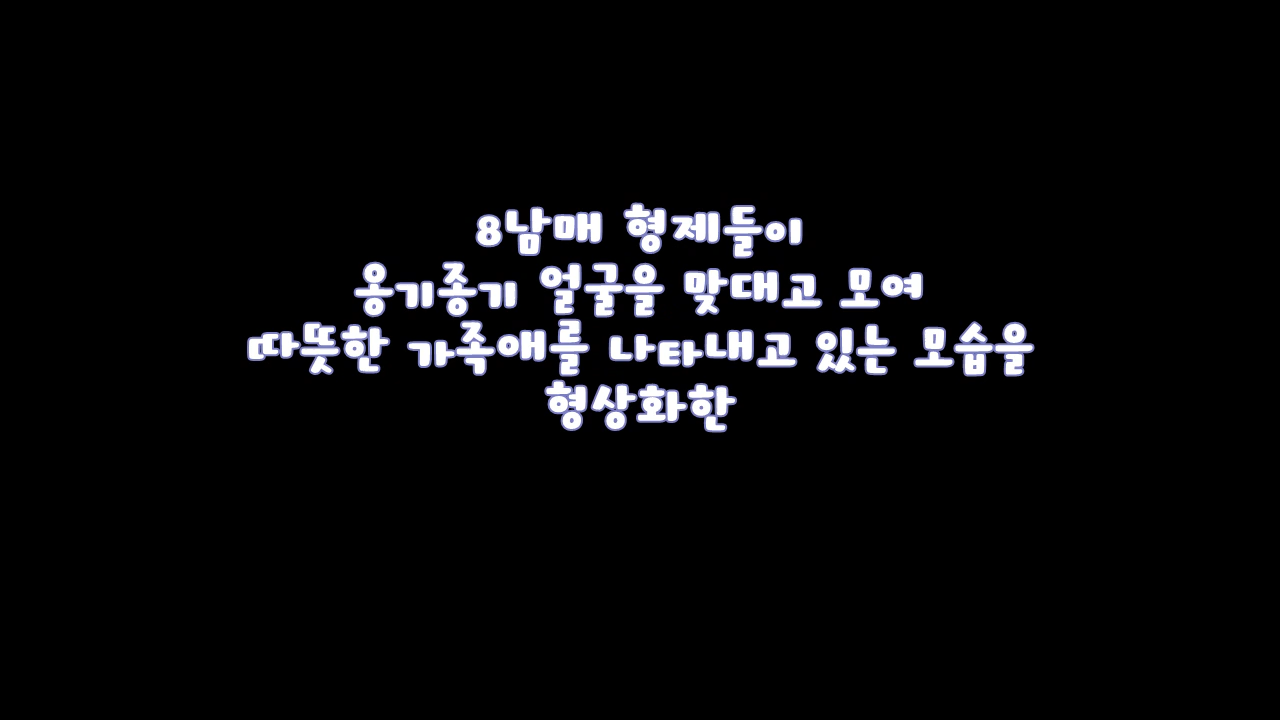 8남매 형제들이
옹기종기 얼굴을 맞대고 모여
따뜻한 가족애를 나타내고 있는 모습을
형상화한